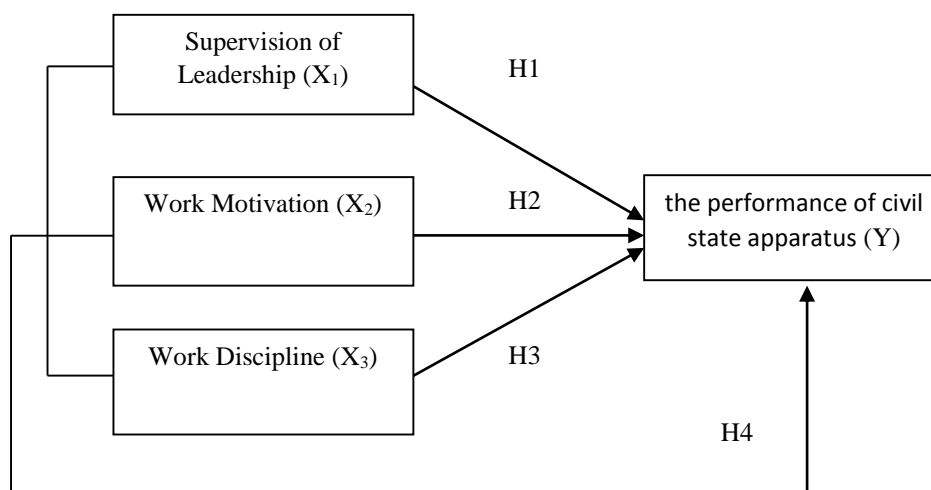 Supervision of
Leadership (X₁)
H1
Work Motivation (X₂)
H2
the performance of civil
state apparatus (Y)
Work Discipline (X₃)
H3
H4